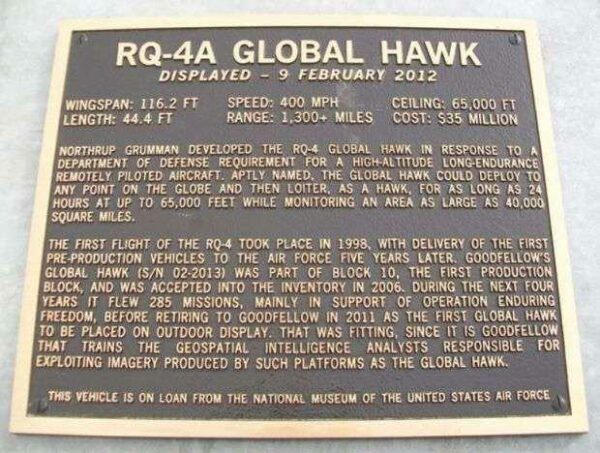 RQ-4A GLOBAL HAWK
DISPLAYED - 9 FEBRUARY 2012
WINGSPAN: 116.2 FT SPEED: 400 MPH CEILING: 65,000 FT
LENGTH: 44.4 FT RANGE: 1,300+ MILES COST: $35 MILLION
NORTHRUP GRUMMAN DEVELOPED THE RQ-4 GLOBAL HAWK IN RESPONSE TO A
DEPARTMENT OF DEFENSE REQUIREMENT FOR A HIGH-ALTITUDE LONG-ENDURANCE
REMOTELY PILOTED AIRCRAFT. APTLY NAMED, THE GLOBAL HAWK COULD DEPLOY TO
ANY POINT ON THE GLOBE AND THEN LOITER, AS A HAWK, FOR AS LONG AS 24
HOURS AT UP TO 65,000 FEET WHILE MONITORING AN AREA AS LARGE AS 40,000
SQUARE MILES.
THE FIRST FLIGHT OF THE RQ-4 TOOK PLACE IN 1998, WITH DELIVERY OF THE FIRST
PRE-PRODUCTION VEHICLES TO THE AIR FORCE FIVE YEARS LATER. GOODFELLOW'S
GLOBAL HAWK (S/N 02-2013) WAS PART OF BLOCK 10, THE FIRST PRODUCTION
BLOCK, AND WAS ACCEPTED INTO THE INVENTORY IN 2006. DURING THE NEXT FOUR
YEARS IT FLEW 285 MISSIONS, MAINLY IN SUPPORT OF OPERATION ENDURING
FREEDOM, BEFORE RETIRING TO GOODFELLOW IN 2011 AS THE FIRST GLOBAL HAWK
TO BE PLACED ON OUTDOOR DISPLAY. THAT WAS FITTING, SINCE IT IS GOODFELLOW
THAT TRAINS THE GEOSPATIAL INTELLIGENCE ANALYSTS RESPONSIBLE FOR
EXPLOITING IMAGERY PRODUCED BY SUCH PLATFORMS AS THE GLOBAL HAWK.
THIS VEHICLE IS ON LOAN FROM THE NATIONAL MUSEUM OF THE UNITED STATES AIR FORCE